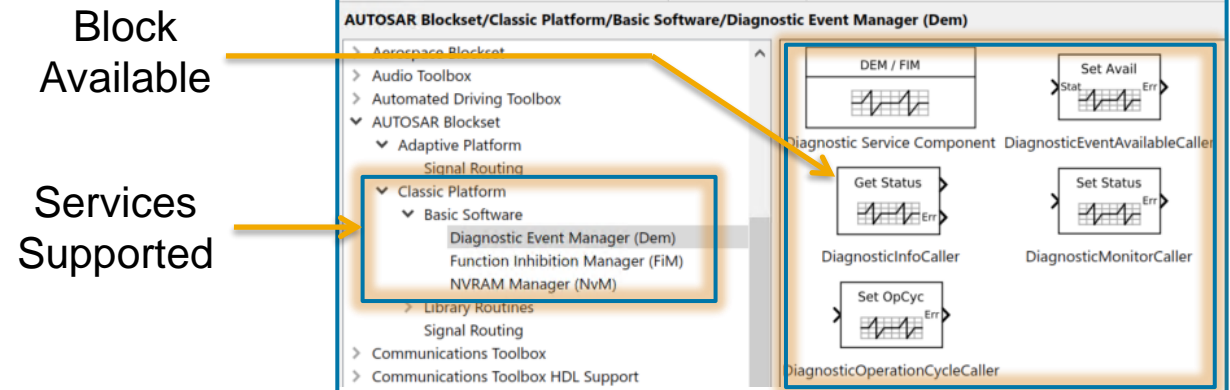 Block
Available
Services
Supported
AUTOSAR Blockset/Classic Platform/Basic Software/Diagnostic Event Manager (Dem)
Aerospace Blockset
Audio Toolbox
Automated Driving Toolbox
AUTOSAR Blockset
Adaptive Platform
Signal Routing
Classic Platform
Basic Software
Diagnostic Event Manager (Dem)
Function Inhibition Manager (FiM)
NVRAM Manager (NvM)
Library Routines
Signal Routing
Communications Toolbox
Communications Toolbox HDL Support
DEM / FIM
Diagnostic Service Component
Set Avail
Stat
Err
DiagnosticEventAvailableCaller
Get Status
Err
DiagnosticInfoCaller
Set Status
Err
DiagnosticMonitorCaller
Set OpCyc
Err
DiagnosticOperationCycleCaller